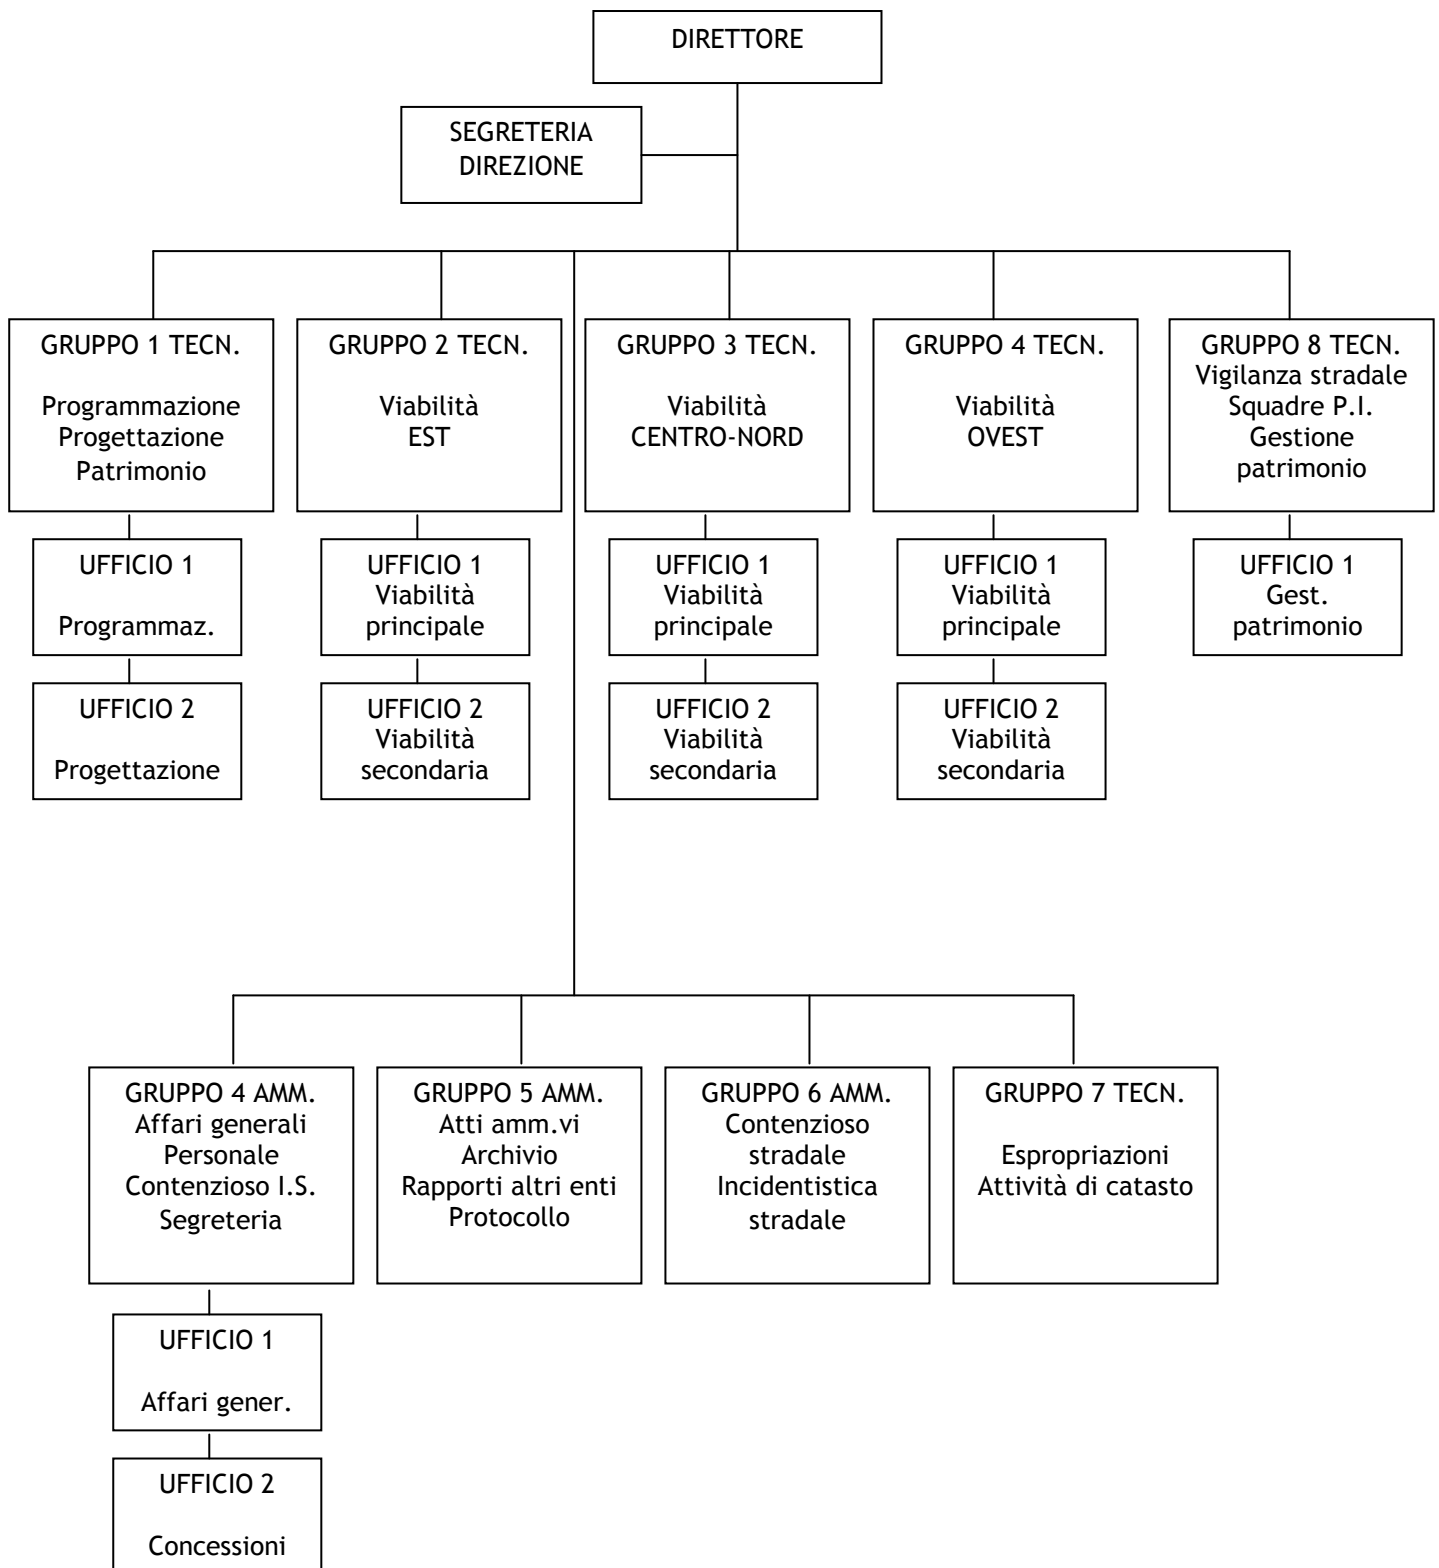 DIRETTORE
SEGRETERIA
DIREZIONE
GRUPPO 1 TECN.
Programmazione
Progettazione
Patrimonio
GRUPPO 2 TECN.
Viabilità
EST
GRUPPO 3 TECN.
Viabilità
CENTRO-NORD
GRUPPO 4 TECN.
Viabilità
OVEST
GRUPPO 8 TECN.
Vigilanza stradale
Squadre P.I.
Gestione
patrimonio
UFFICIO 1
Programmaz.
UFFICIO 1
Viabilità
principale
UFFICIO 1
Viabilità
principale
UFFICIO 1
Viabilità
principale
UFFICIO 1
Gest.
patrimonio
UFFICIO 2
Progettazione
UFFICIO 2
Viabilità
secondaria
UFFICIO 2
Viabilità
secondaria
UFFICIO 2
Viabilità
secondaria
GRUPPO 4 AMM.
Affari generali
Personale
Contenzioso I.S.
Segreteria
GRUPPO 5 AMM.
Atti amm.vi
Archivio
Rapporti altri enti
Protocollo
GRUPPO 6 AMM.
Contenzioso
stradale
Incidentistica
stradale
GRUPPO 7 TECN.
Espropriazioni
Attività di catasto
UFFICIO 1
Affari gener.
UFFICIO 2
Concessioni